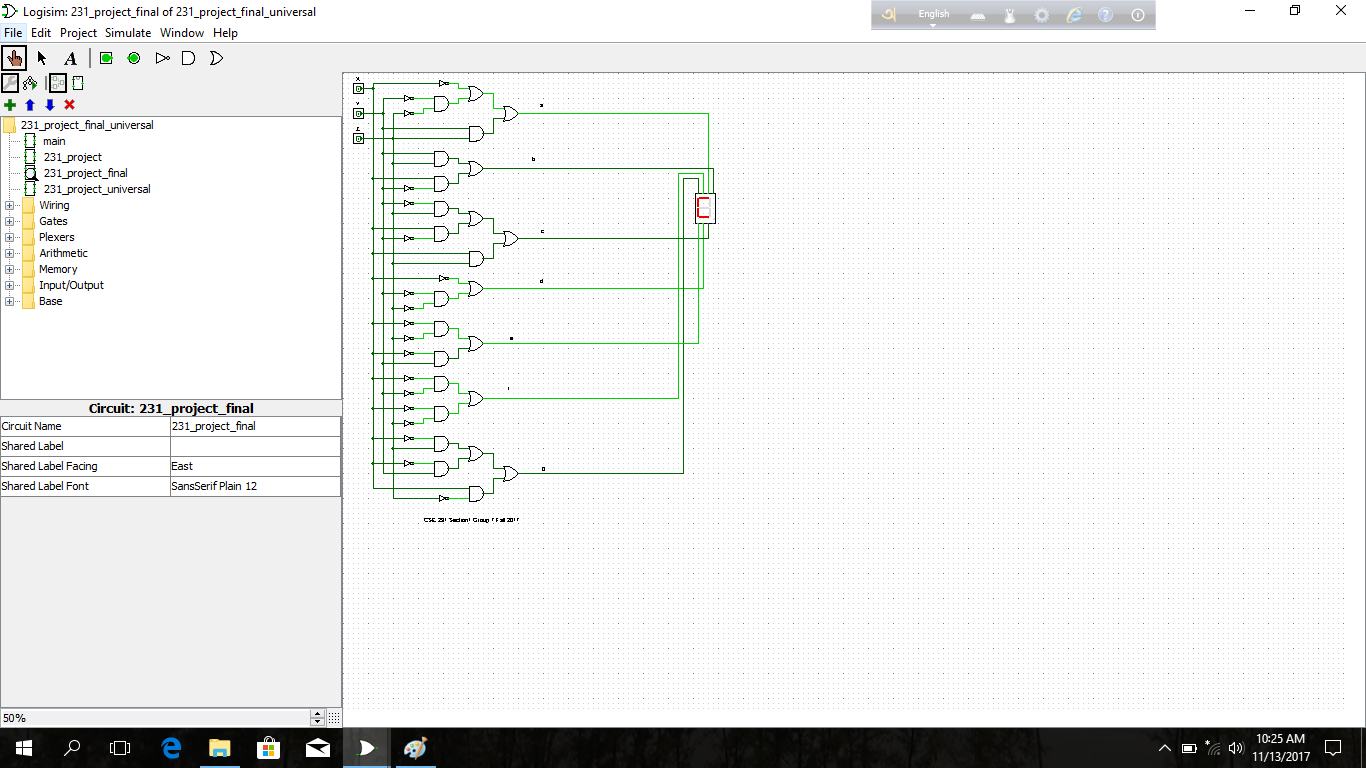 Logisim: 231_project_final of 231_project_final_universal
English
File Edit Project Simulate Window Help
A
231_project_final_universal
main
231_project
231_project_final
231_project_universal
Wiring
Gates
Plexers
Arithmetic
Memory
Input/Output
Base
Circuit: 231_project_final
Circuit Name 231_project_final
Shared Label
Shared Label Facing East
Shared Label Font SansSerif Plain 12
50%
X
Y
Z
a
b
c
d
e
f
g
CSE 231 Section1 Group 7 Fall 2017
10:25 AM
11/13/2017